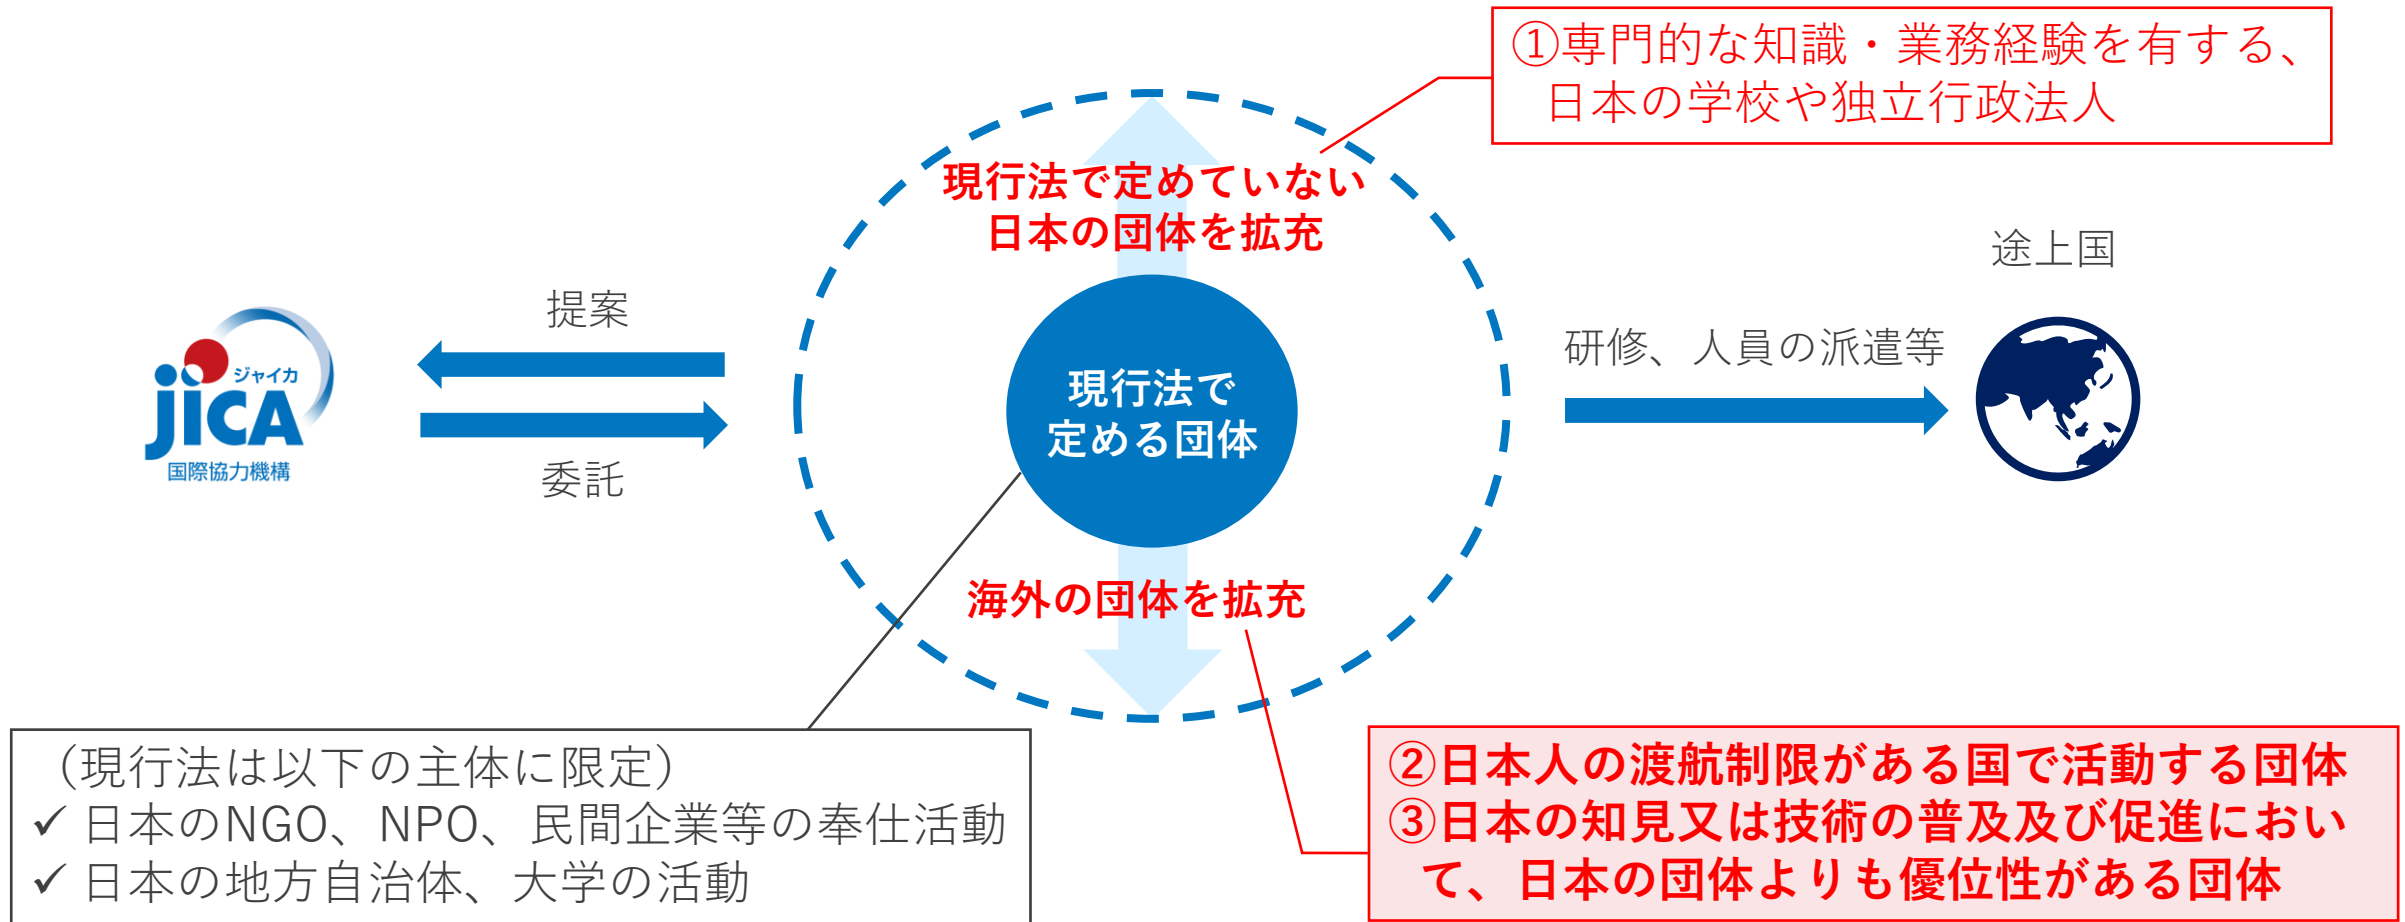 ①専門的な知識・業務経験を有する、
日本の学校や独立行政法人
現行法で定めていない
日本の団体を拡充
途上国
提案
研修、人員の派遣等
ジャイカ
JICA
国際協力機構
現行法で
定める団体
委託
海外の団体を拡充
（現行法は以下の主体に限定）
✓ 日本のNGO、NPO、民間企業等の奉仕活動
✓ 日本の地方自治体、大学の活動
②日本人の渡航制限がある国で活動する団体
③日本の知見又は技術の普及及び促進におい
て、日本の団体よりも優位性がある団体